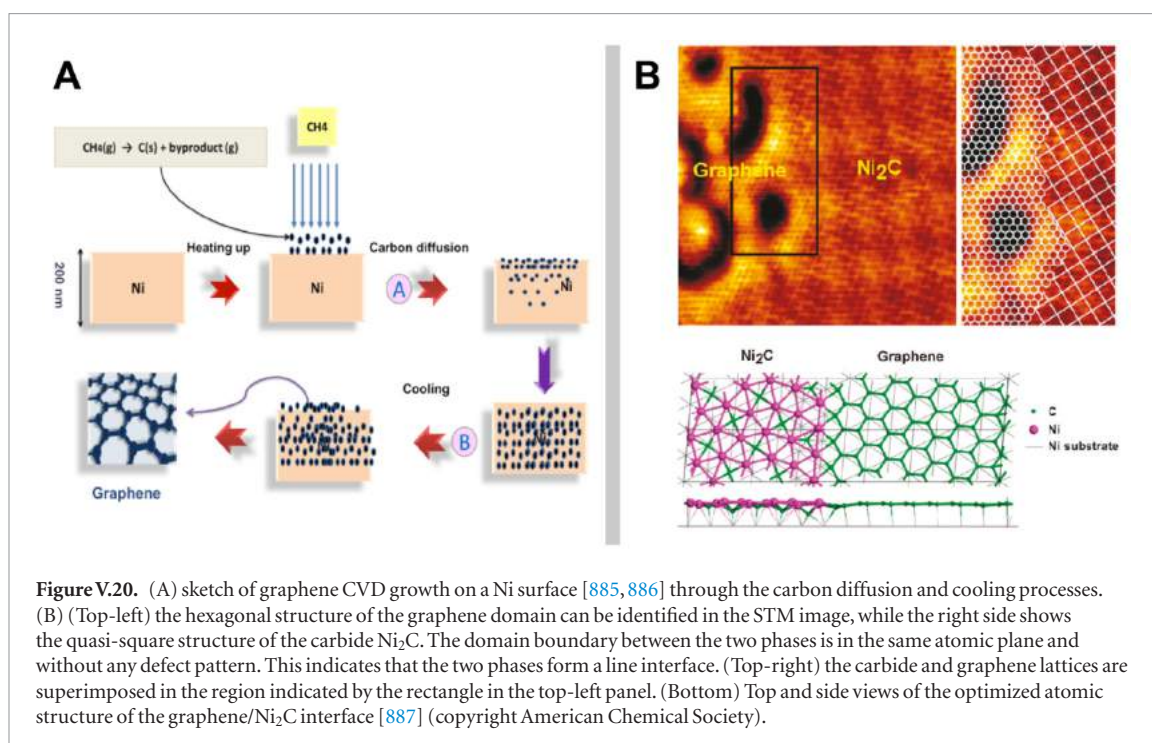 A
CH4
CH₄(g) → C(s) + byproduct (g)
Heating up
Carbon diffusion
200 nm
Ni
Ni
A
Ni
Cooling
B
Ni
Graphene
B
Graphene
Ni₂C
Ni₂C
Graphene
C
Ni
Ni substrate
Figure V.20. (A) sketch of graphene CVD growth on a Ni surface [885, 886] through the carbon diffusion and cooling processes.
(B) (Top-left) the hexagonal structure of the graphene domain can be identified in the STM image, while the right side shows
the quasi-square structure of the carbide Ni₂C. The domain boundary between the two phases is in the same atomic plane and
without any defect pattern. This indicates that the two phases form a line interface. (Top-right) the carbide and graphene lattices are
superimposed in the region indicated by the rectangle in the top-left panel. (Bottom) Top and side views of the optimized atomic
structure of the graphene/Ni₂C interface [887] (copyright American Chemical Society).